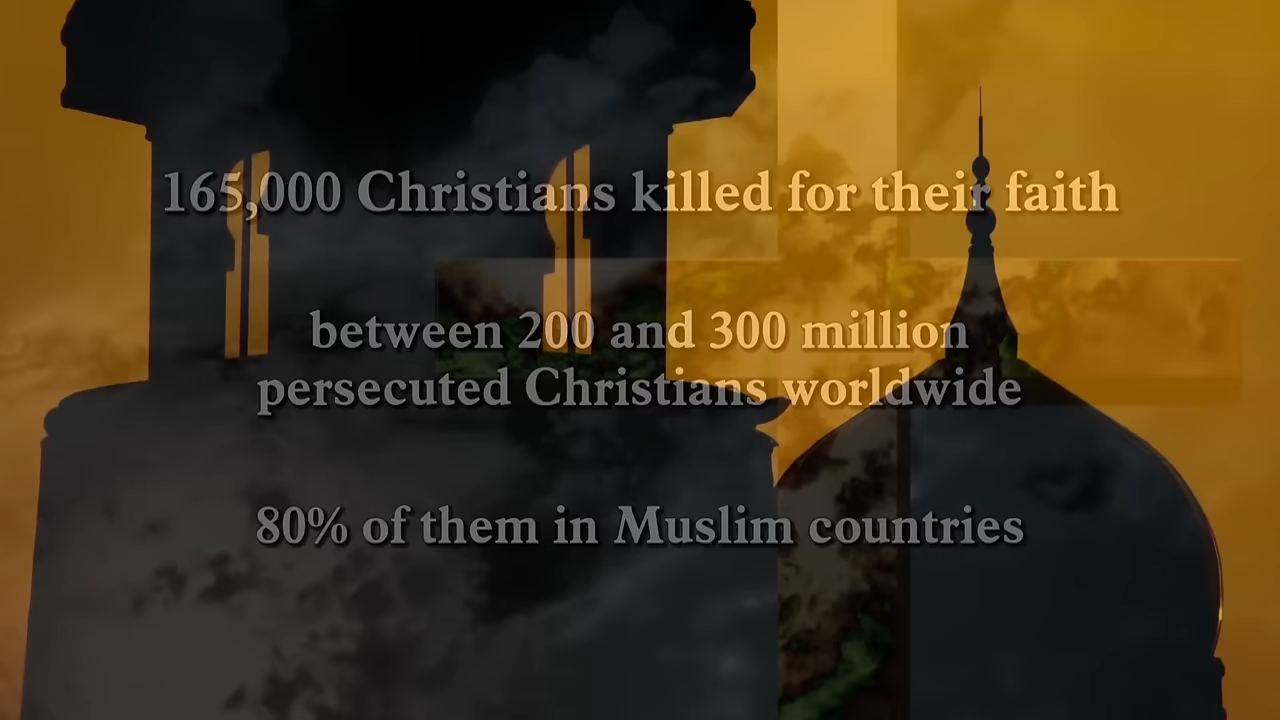 165,000 Christians killed for their faith
between 200 and 300 million
persecuted Christians worldwide
80% of them in Muslim countries